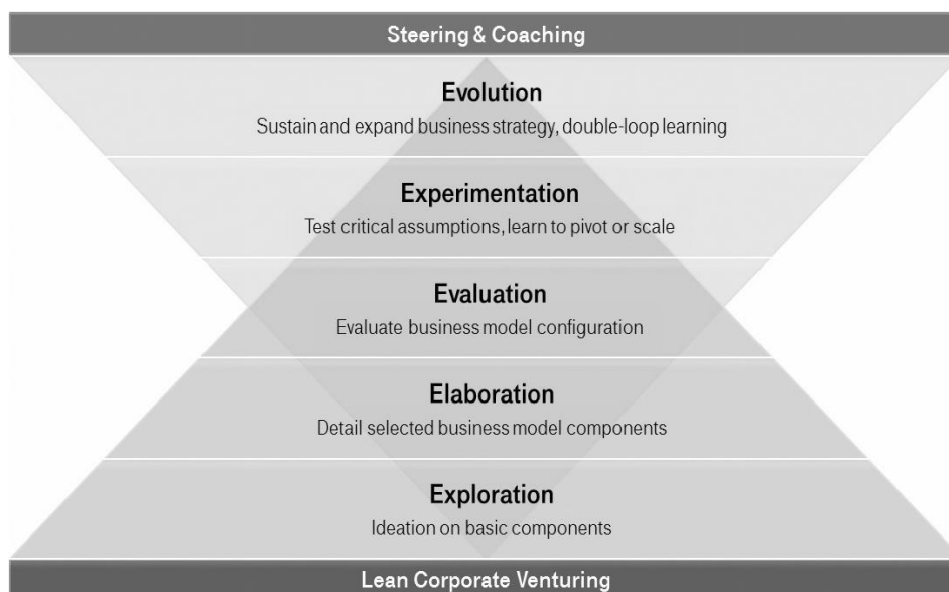 Steering & Coaching
Evolution
Sustain and expand business strategy, double-loop learning
Experimentation
Test critical assumptions, learn to pivot or scale
Evaluation
Evaluate business model configuration
Elaboration
Detail selected business model components
Exploration
Ideation on basic components
Lean Corporate Venturing